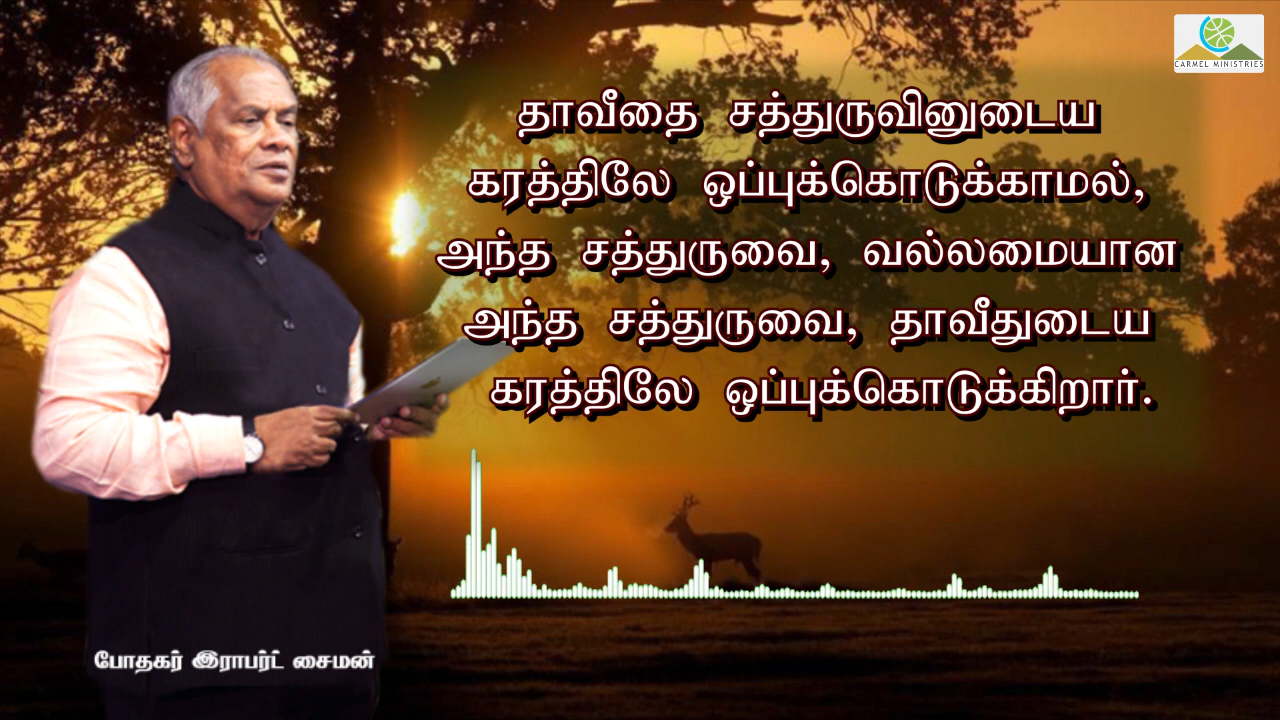 CARMEL MINISTRIES
தாவீதை சத்துருவினுடைய
கரத்திலே ஒப்புக்கொடுக்காமல்,
அந்த சத்துருவை, வல்லமையான
அந்த சத்துருவை, தாவீதுடைய
கரத்திலே ஒப்புக்கொடுக்கிறார்.
போதகர் இராபர்ட் சைமன்